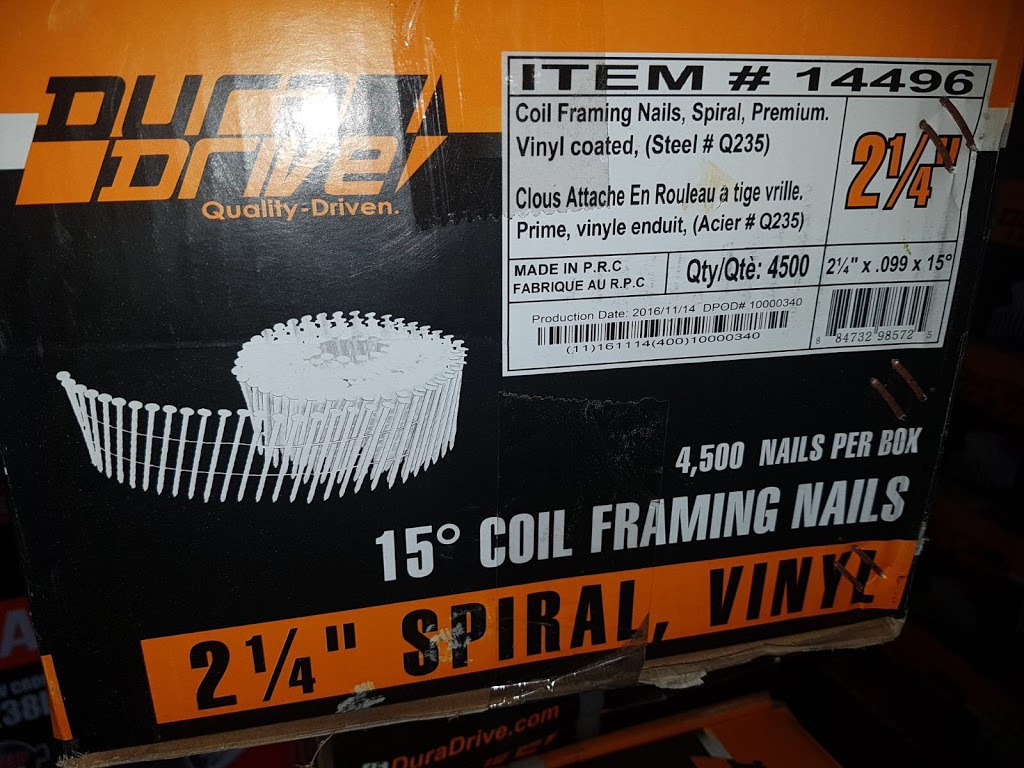 DURA
DRIVE
Quality-Driven.
ITEM # 14496
Coil Framing Nails, Spiral, Premium.
Vinyl coated, (Steel # Q235)
Clous Attache En Rouleau a tige vrille.
Prime, vinyle enduit, (Acier # Q235)
2¼"
MADE IN P.R.C
FABRIQUE AU R.P.C
Qty/Qtè: 4500
2¼" x .099 x 15°
Production Date: 2016/11/14 DPOD# 10000340
(11)161114(400)10000340
8 84732 98572 5
4,500 NAILS PER BOX
15° COIL FRAMING NAILS
2¼" SPIRAL, VINYL
DuraDrive.com